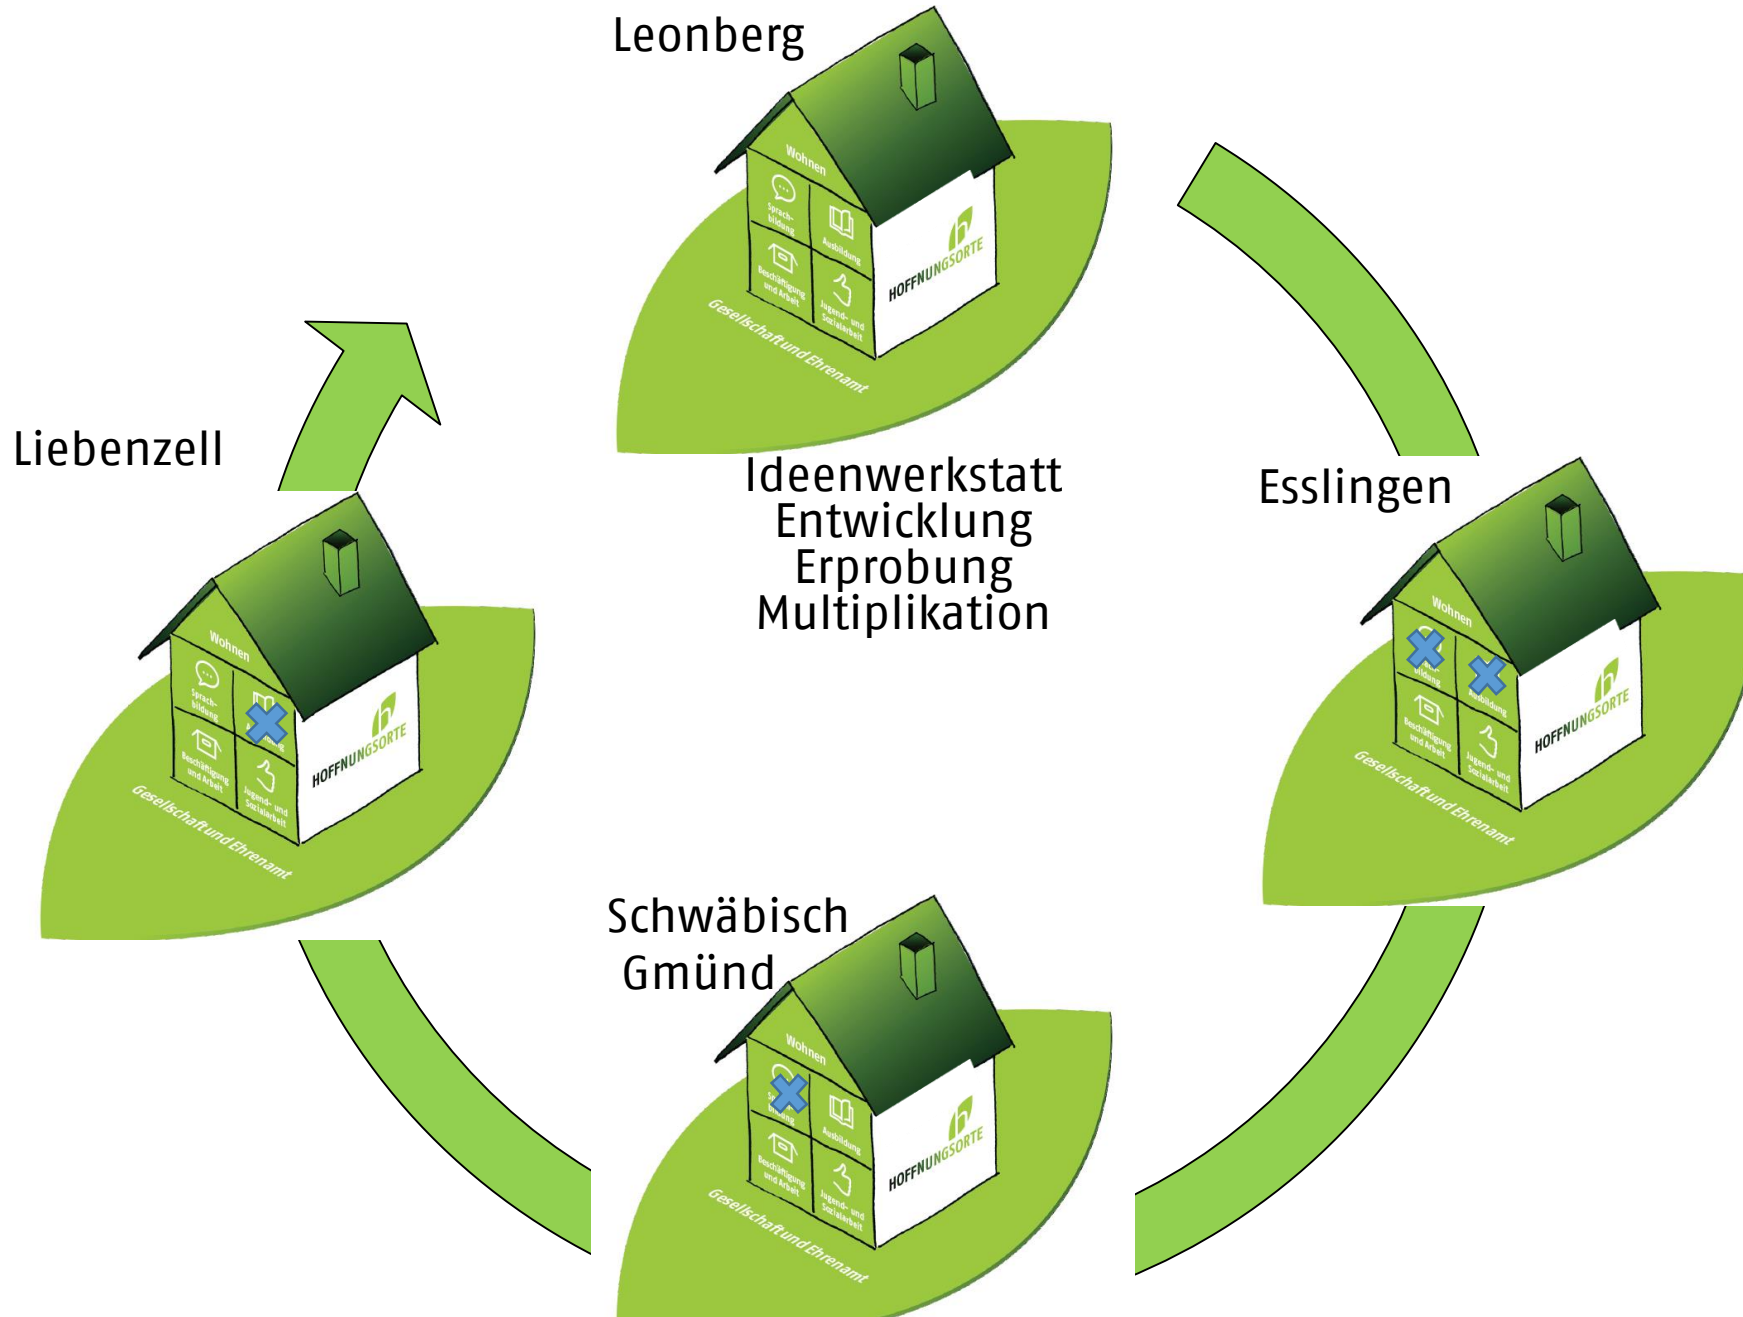 Leonberg
Wohnen
Sprach-
bildung
Ausbildung
Beschäftigung
und Arbeit
Jugend- und
Sozialarbeit
h
HOFFNUNGSORTE
Gesellschaft und Ehrenamt
Ideenwerkstatt
Entwicklung
Erprobung
Multiplikation
Liebenzell
Wohnen
Sprach-
bildung
Beschäftigung
und Arbeit
Jugend- und
Sozialarbeit
h
HOFFNUNGSORTE
Gesellschaft und Ehrenamt
Esslingen
Wohnen
Ausbildung
Beschäftigung
und Arbeit
Jugend- und
Sozialarbeit
h
HOFFNUNGSORTE
Gesellschaft und Ehrenamt
Schwäbisch
Gmünd
Wohnen
Ausbildung
Beschäftigung
und Arbeit
Jugend- und
Sozialarbeit
h
HOFFNUNGSORTE
Gesellschaft und Ehrenamt